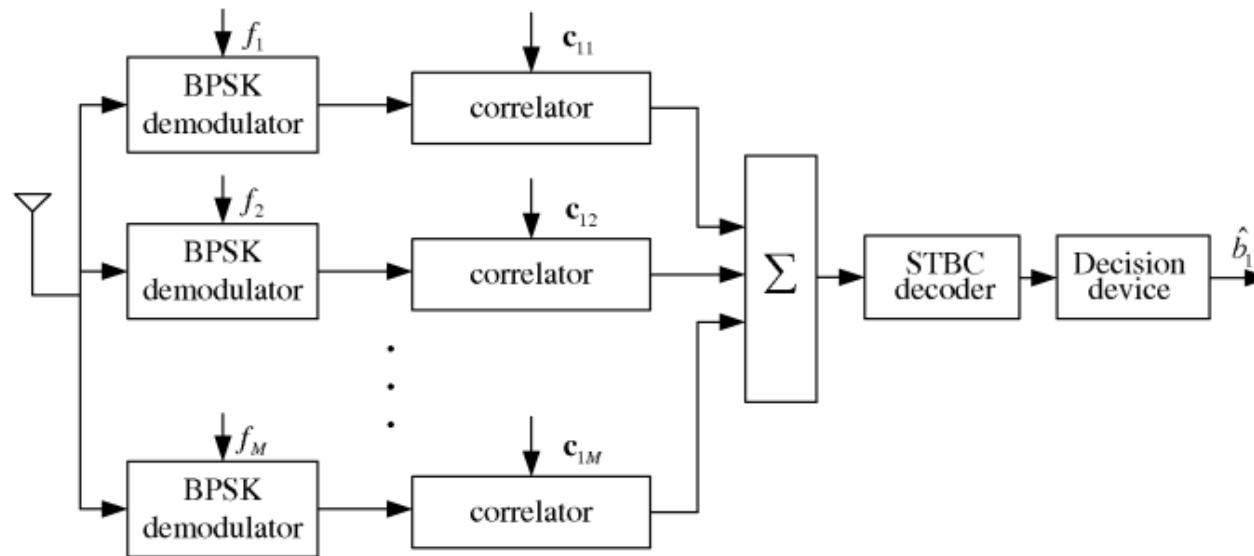 f₁
BPSK
demodulator
c₁₁
correlator
f₂
BPSK
demodulator
c₁₂
correlator
Σ
STBC
decoder
Decision
device
b̂₁
f_M
BPSK
demodulator
c₁M
correlator